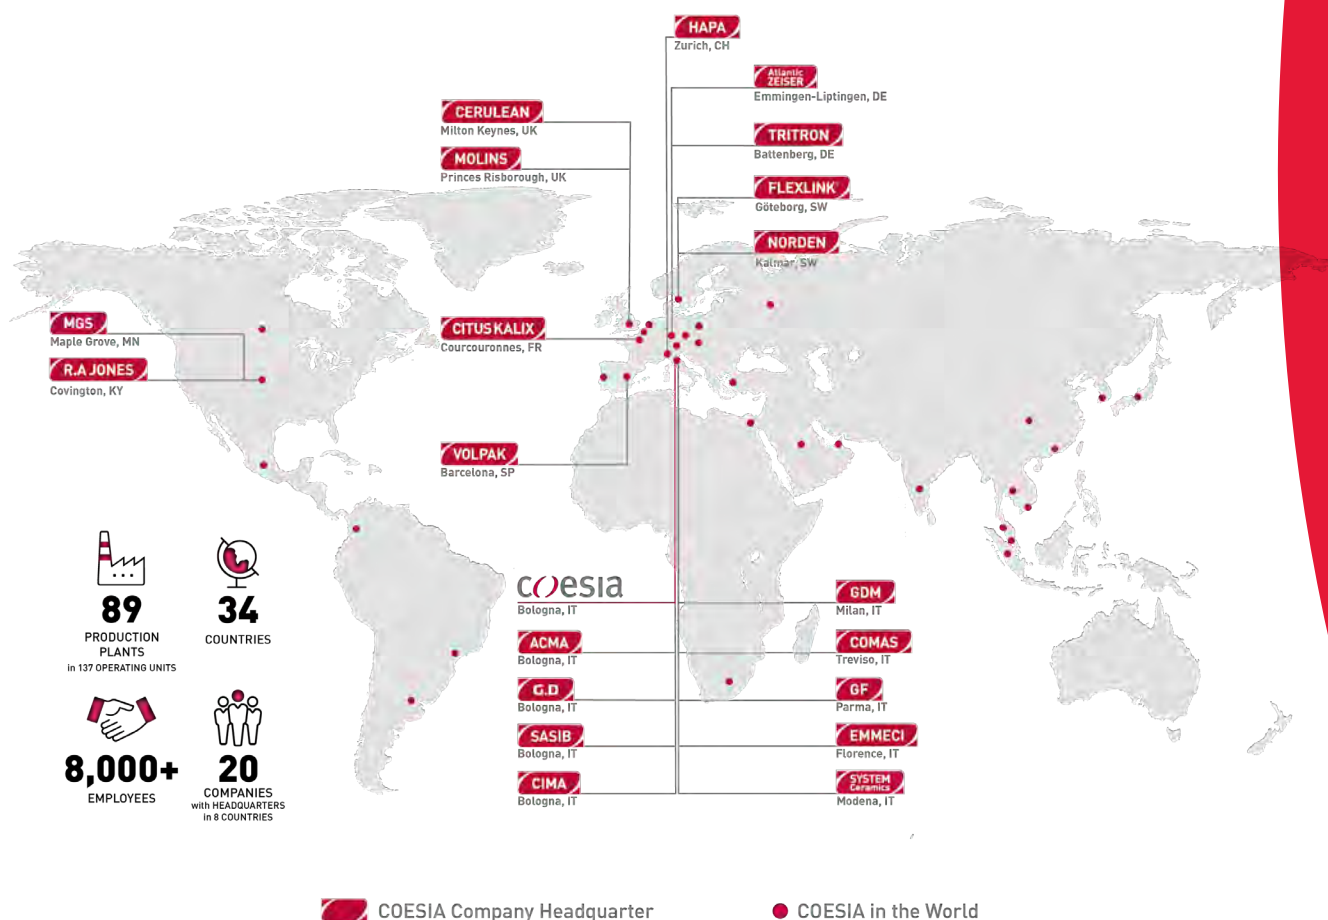 HAPA
Zurich, CH
Atlantic
ZEISER
Emmingen-Liptingen, DE
CERULEAN
Milton Keynes, UK
TRITRON
Battenberg, DE
MOLINS
Princes Risborough, UK
FLEXLINK
Göteborg, SW
NORDEN
Kalmar, SW
MGS
Maple Grove, MN
CITUS KALIX
Courcouronnes, FR
R.A JONES
Covington, KY
VOLPAK
Barcelona, SP
coesia
Bologna, IT
GDM
Milan, IT
ACMA
Bologna, IT
COMAS
Treviso, IT
G.D
Bologna, IT
GF
Parma, IT
SASIB
Bologna, IT
EMMECI
Florence, IT
CIMA
Bologna, IT
SYSTEM
Ceramics
Modena, IT
89
PRODUCTION
PLANTS
in 137 OPERATING UNITS
34
COUNTRIES
8,000+
EMPLOYEES
20
COMPANIES
with HEADQUARTERS
in 8 COUNTRIES
COESIA Company Headquarter
COESIA in the World